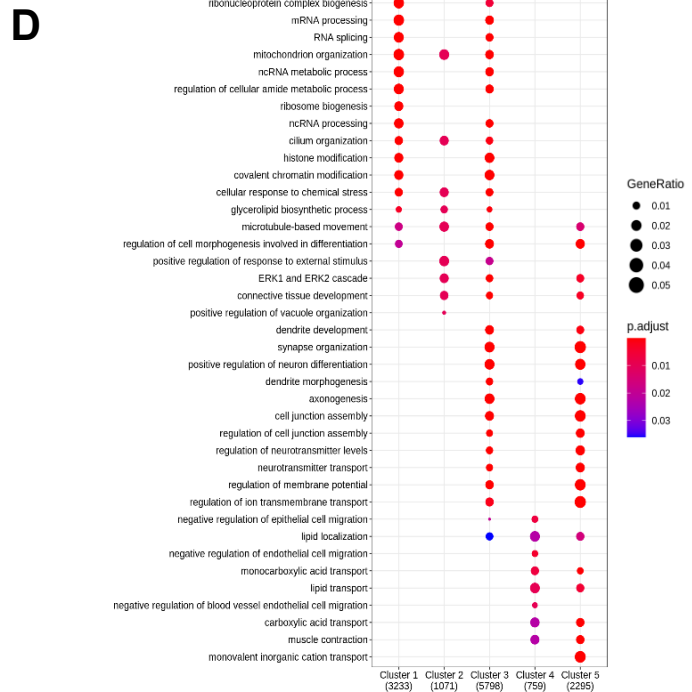 D
ribonucleoprotein complex biogenesis
mRNA processing
RNA splicing
mitochondrion organization
ncRNA metabolic process
regulation of cellular amide metabolic process
ribosome biogenesis
ncRNA processing
cilium organization
histone modification
covalent chromatin modification
cellular response to chemical stress
glycerolipid biosynthetic process
microtubule-based movement
regulation of cell morphogenesis involved in differentiation
positive regulation of response to external stimulus
ERK1 and ERK2 cascade
connective tissue development
positive regulation of vacuole organization
dendrite development
synapse organization
positive regulation of neuron differentiation
dendrite morphogenesis
axonogenesis
cell junction assembly
regulation of cell junction assembly
regulation of neurotransmitter levels
neurotransmitter transport
regulation of membrane potential
regulation of ion transmembrane transport
negative regulation of epithelial cell migration
lipid localization
negative regulation of endothelial cell migration
monocarboxylic acid transport
lipid transport
negative regulation of blood vessel endothelial cell migration
carboxylic acid transport
muscle contraction
monovalent inorganic cation transport
Cluster 1 Cluster 2 Cluster 3 Cluster 4 Cluster 5
(3233) (1071) (5798) (759) (2295)
GeneRatio
0.01
0.02
0.03
0.04
0.05
p.adjust
0.01
0.02
0.03